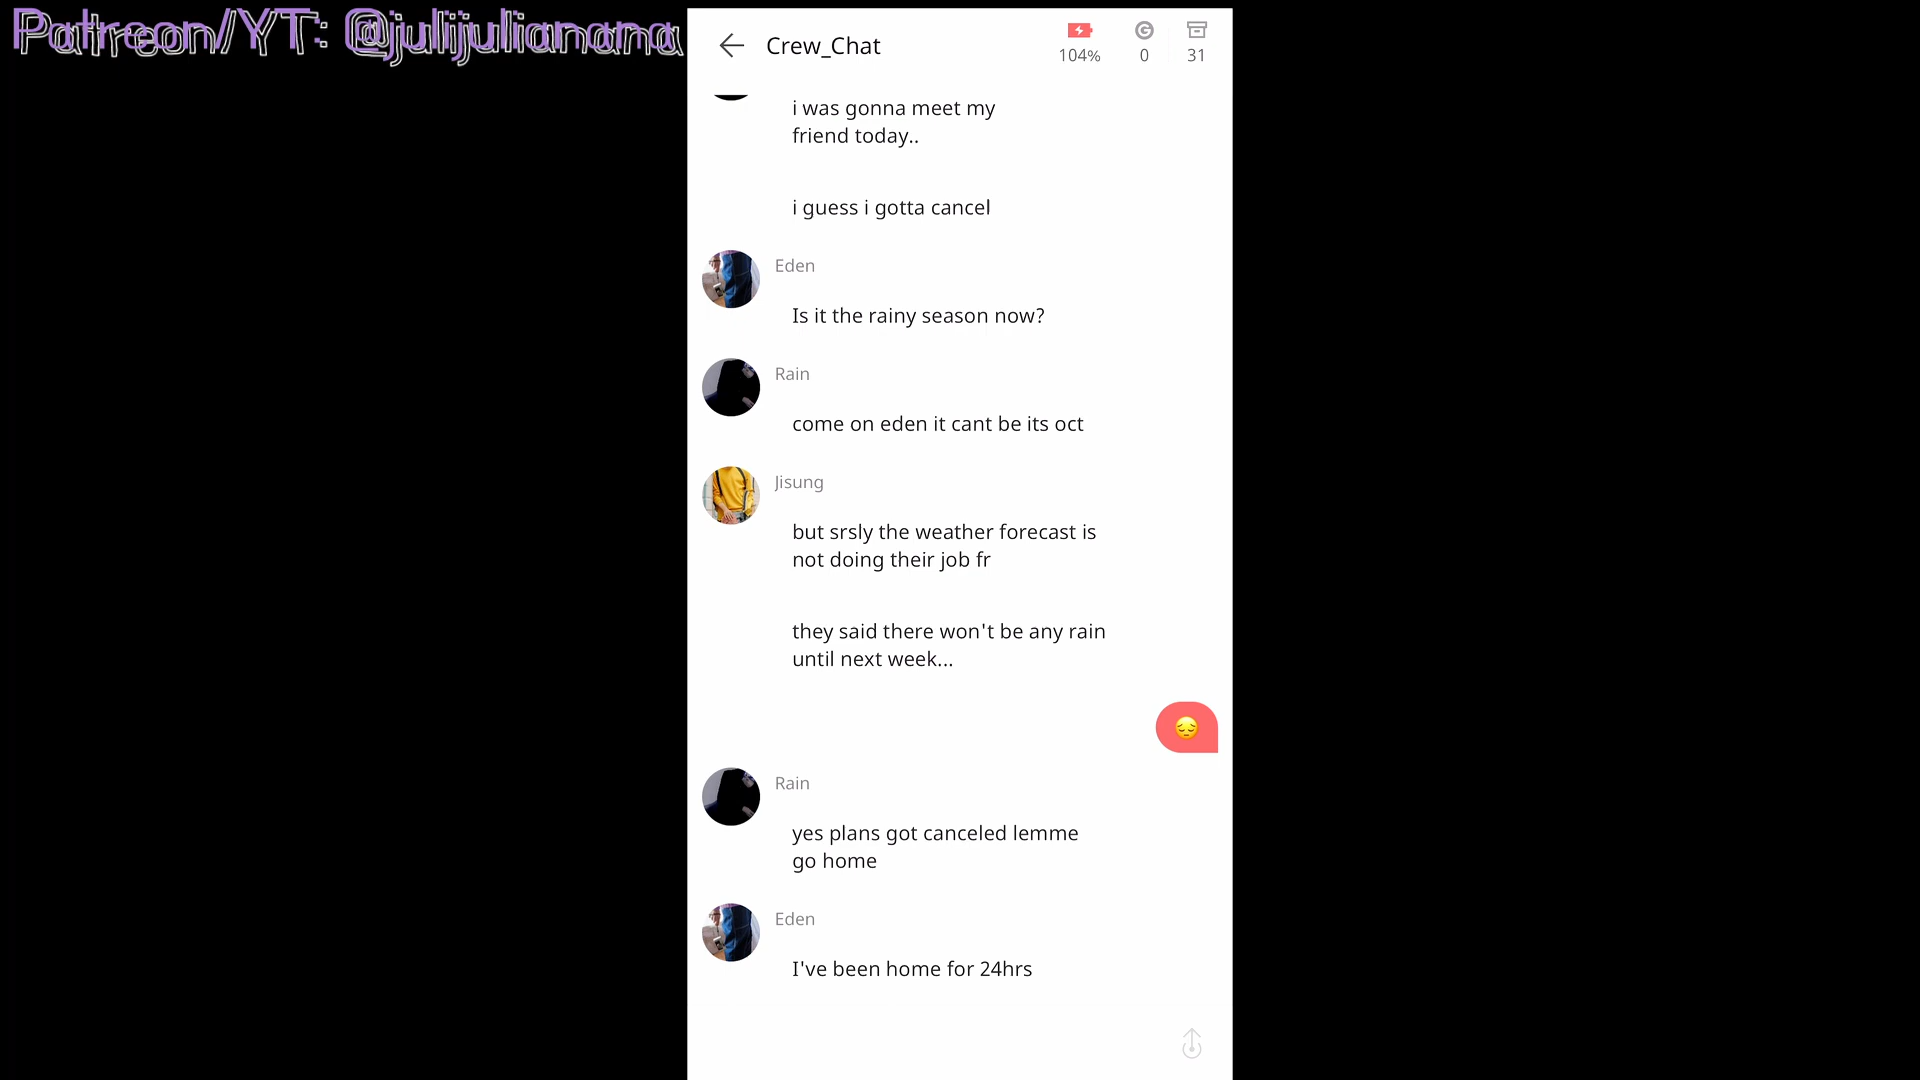 Patreon/YT: @julijulianana
Crew_Chat
104%
0
31
i was gonna meet my
friend today..
i guess i gotta cancel
Eden
Is it the rainy season now?
Rain
come on eden it cant be its oct
Jisung
but srsly the weather forecast is
not doing their job fr
they said there won't be any rain
until next week...
😔
Rain
yes plans got canceled lemme
go home
Eden
I've been home for 24hrs